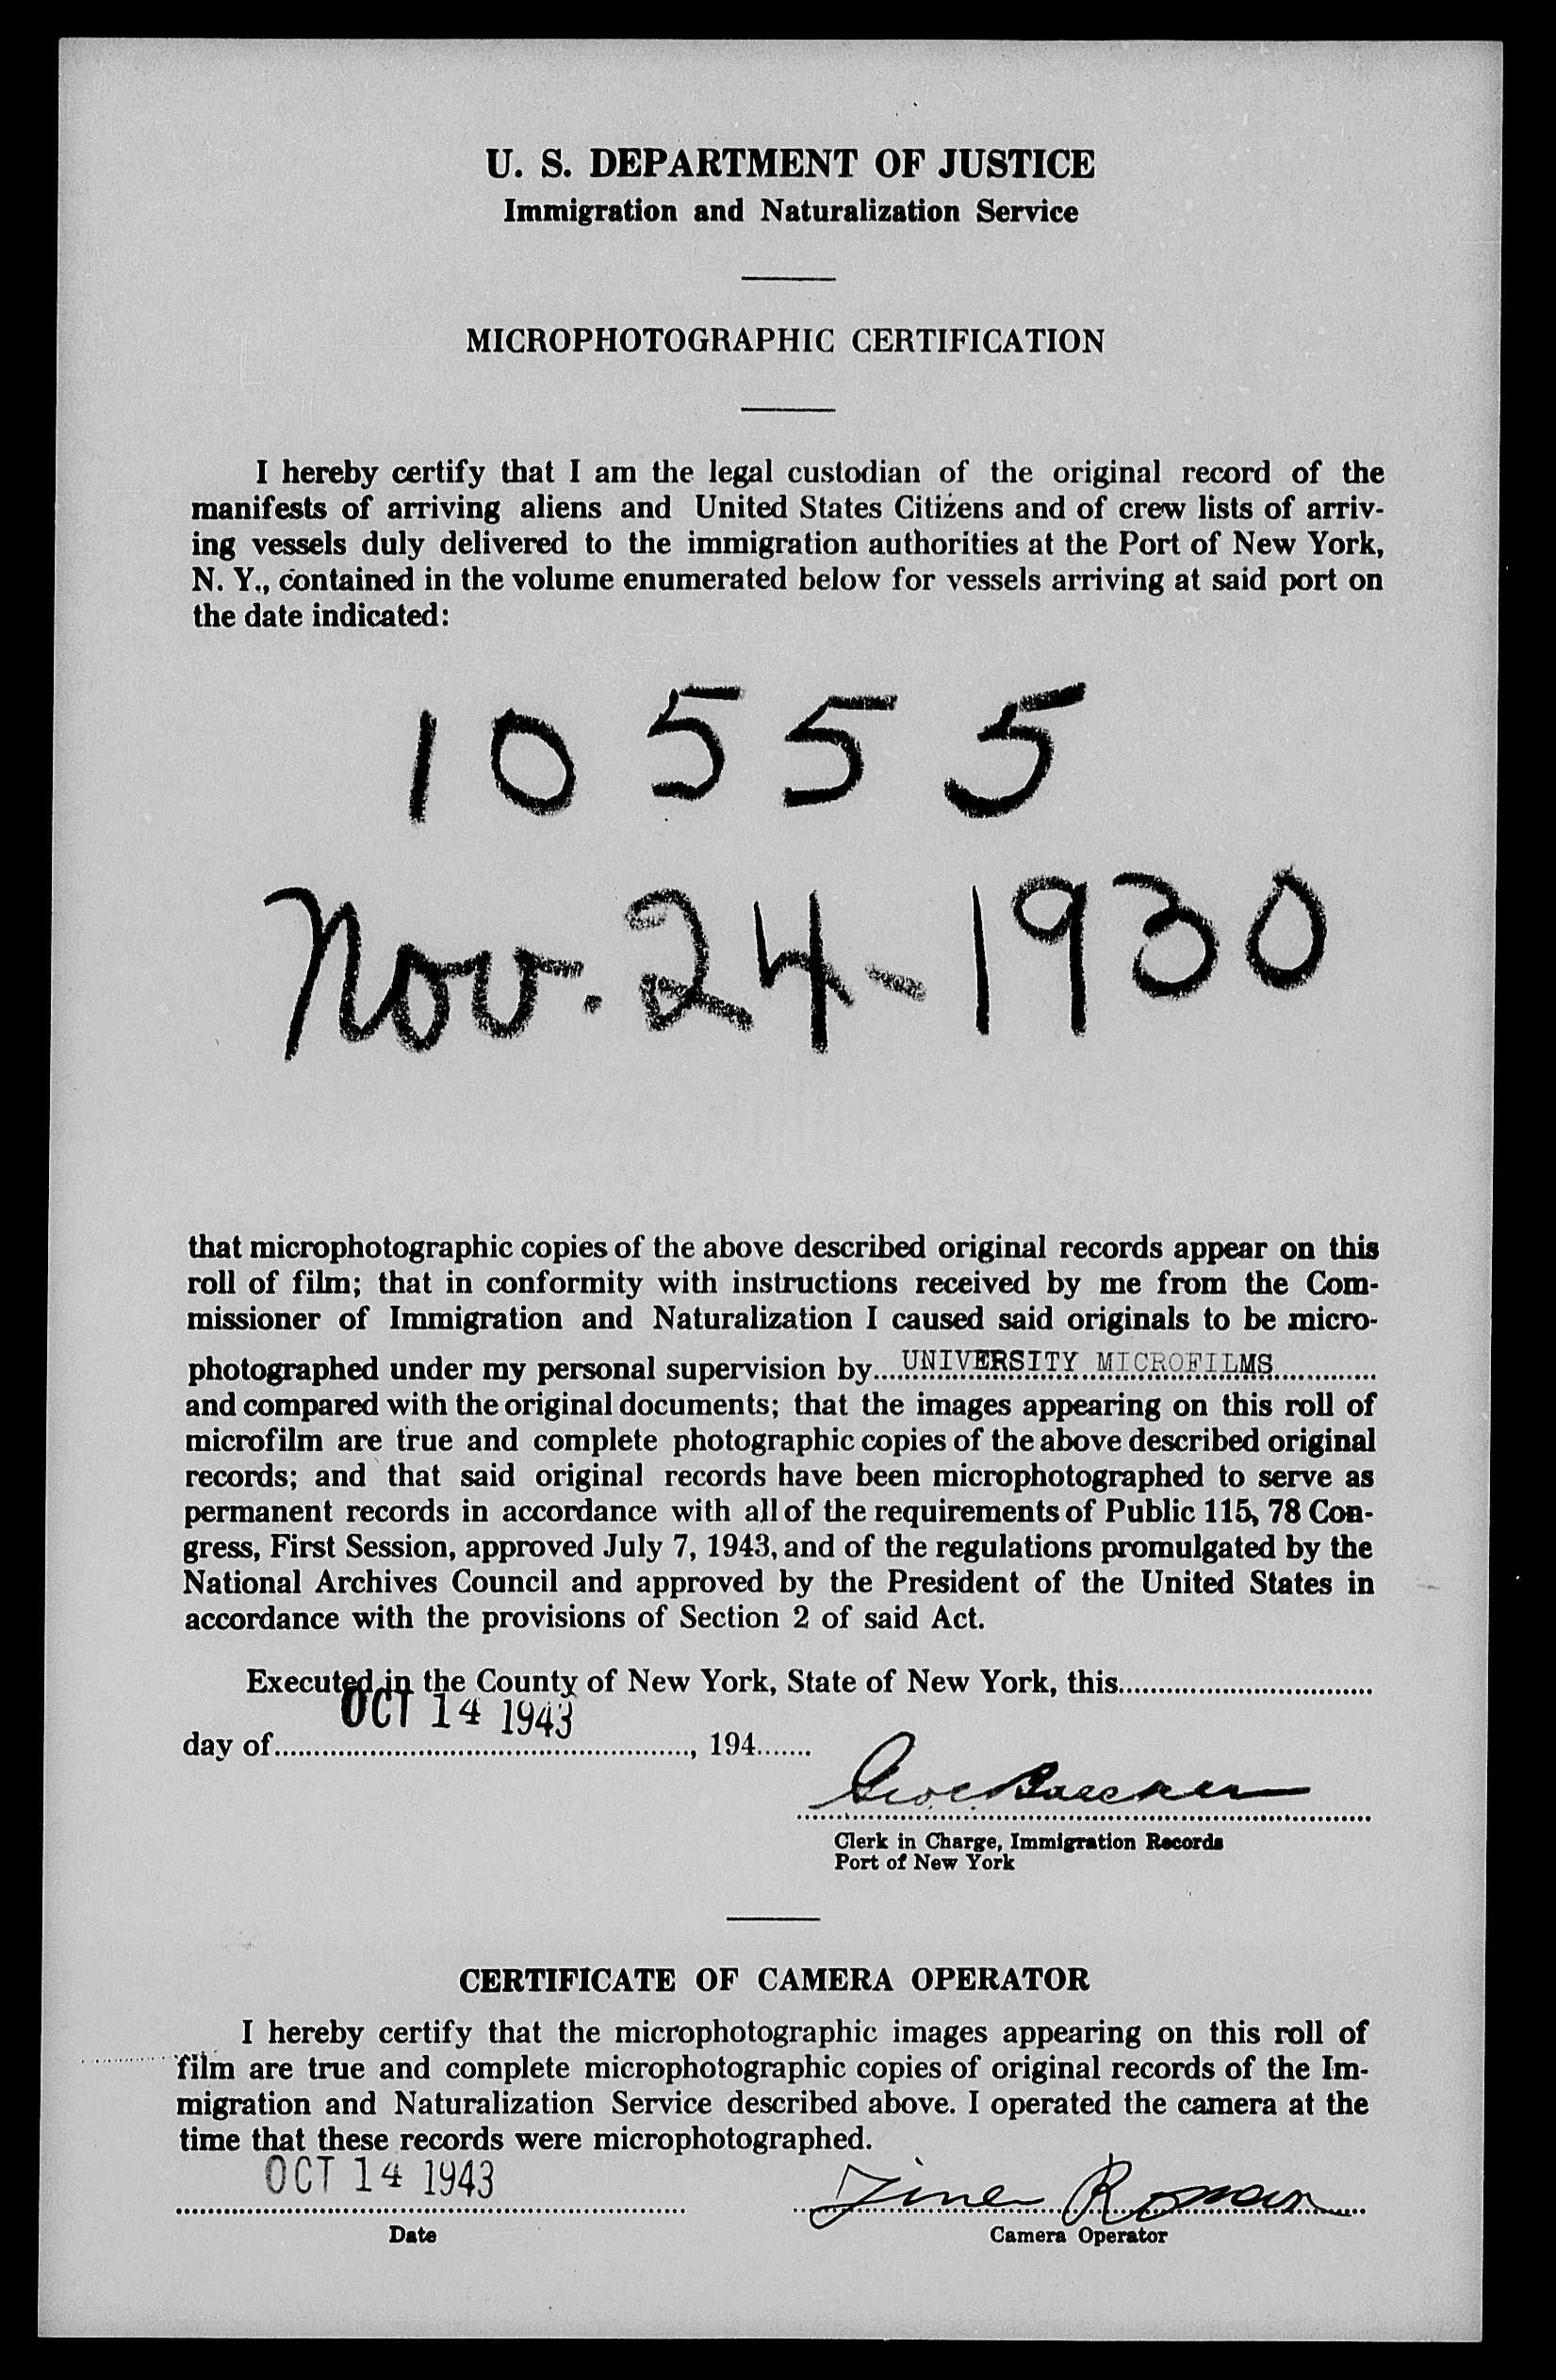 U. S. DEPARTMENT OF JUSTICE
Immigration and Naturalization Service
MICROPHOTOGRAPHIC CERTIFICATION
I hereby certify that I am the legal custodian of the original record of the
manifests of arriving aliens and United States Citizens and of crew lists of arriv-
ing vessels duly delivered to the immigration authorities at the Port of New York,
N. Y., contained in the volume enumerated below for vessels arriving at said port on
the date indicated:
10555
Nov. 24-1930
that microphotographic copies of the above described original records appear on this
roll of film; that in conformity with instructions received by me from the Com-
missioner of Immigration and Naturalization I caused said originals to be micro-
photographed under my personal supervision by UNIVERSITY MICROFILMS
and compared with the original documents; that the images appearing on this roll of
microfilm are true and complete photographic copies of the above described original
records; and that said original records have been microphotographed to serve as
permanent records in accordance with all of the requirements of Public 115, 78 Con-
gress, First Session, approved July 7, 1943, and of the regulations promulgated by the
National Archives Council and approved by the President of the United States in
accordance with the provisions of Section 2 of said Act.
Executed in the County of New York, State of New York, this
OCT 14 1943
day of , 194
Clerk in Charge, Immigration Records
Port of New York
CERTIFICATE OF CAMERA OPERATOR
I hereby certify that the microphotographic images appearing on this roll of
film are true and complete microphotographic copies of original records of the Im-
migration and Naturalization Service described above. I operated the camera at the
time that these records were microphotographed.
OCT 14 1943 Roman
Date Camera Operator